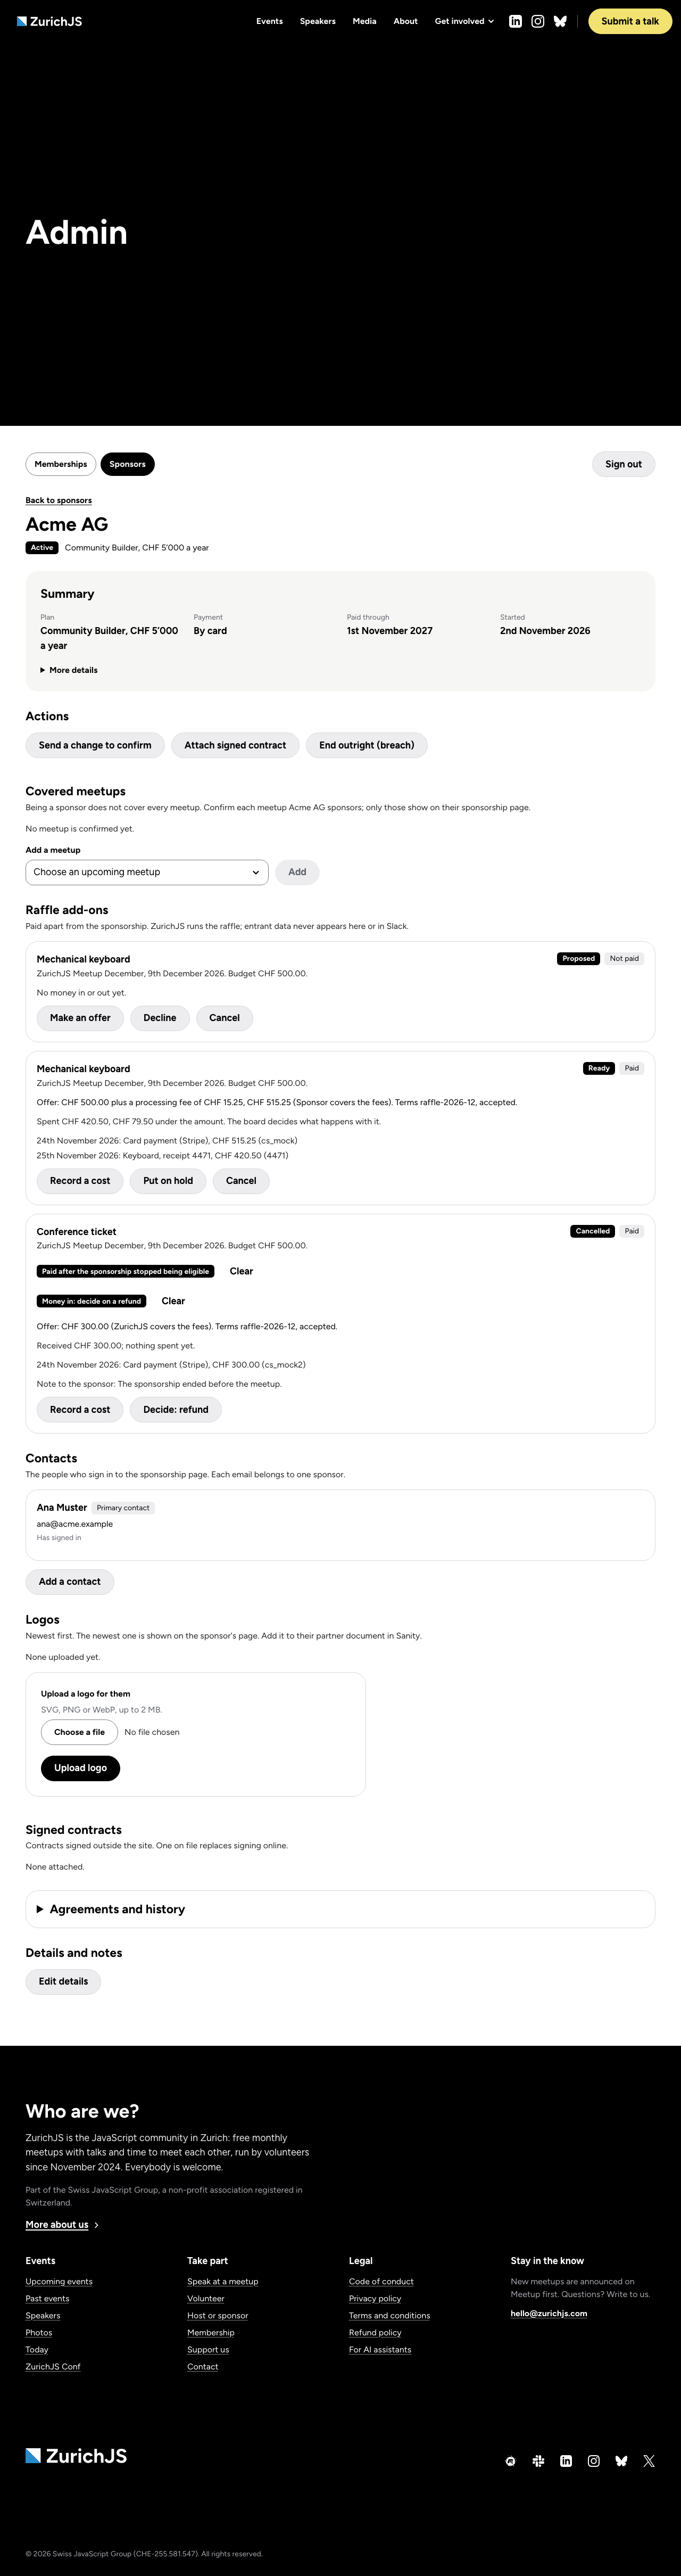 ZurichJS
Events
Speakers
Media
About
Get involved
Submit a talk
Admin
Memberships
Sponsors
Sign out
Back to sponsors
Acme AG
Active
Community Builder, CHF 5’000 a year
Summary
Plan
Payment
Paid through
Started
Community Builder, CHF 5’000
a year
By card
1st November 2027
2nd November 2026
More details
Actions
Send a change to confirm
Attach signed contract
End outright (breach)
Covered meetups
Being a sponsor does not cover every meetup. Confirm each meetup Acme AG sponsors; only those show on their sponsorship page.
No meetup is confirmed yet.
Add a meetup
Choose an upcoming meetup
Add
Raffle add-ons
Paid apart from the sponsorship. ZurichJS runs the raffle; entrant data never appears here or in Slack.
Mechanical keyboard
Proposed
Not paid
ZurichJS Meetup December, 9th December 2026. Budget CHF 500.00.
No money in or out yet.
Make an offer
Decline
Cancel
Mechanical keyboard
Ready
Paid
ZurichJS Meetup December, 9th December 2026. Budget CHF 500.00.
Offer: CHF 500.00 plus a processing fee of CHF 15.25, CHF 515.25 (Sponsor covers the fees). Terms raffle-2026-12, accepted.
Spent CHF 420.50, CHF 79.50 under the amount. The board decides what happens with it.
24th November 2026: Card payment (Stripe), CHF 515.25 (cs_mock)
25th November 2026: Keyboard, receipt 4471, CHF 420.50 (4471)
Record a cost
Put on hold
Cancel
Conference ticket
Cancelled
Paid
ZurichJS Meetup December, 9th December 2026. Budget CHF 500.00.
Paid after the sponsorship stopped being eligible
Clear
Money in: decide on a refund
Clear
Offer: CHF 300.00 (ZurichJS covers the fees). Terms raffle-2026-12, accepted.
Received CHF 300.00; nothing spent yet.
24th November 2026: Card payment (Stripe), CHF 300.00 (cs_mock2)
Note to the sponsor: The sponsorship ended before the meetup.
Record a cost
Decide: refund
Contacts
The people who sign in to the sponsorship page. Each email belongs to one sponsor.
Ana Muster
Primary contact
ana@acme.example
Has signed in
Add a contact
Logos
Newest first. The newest one is shown on the sponsor's page. Add it to their partner document in Sanity.
None uploaded yet.
Upload a logo for them
SVG, PNG or WebP, up to 2 MB.
Choose a file
No file chosen
Upload logo
Signed contracts
Contracts signed outside the site. One on file replaces signing online.
None attached.
Agreements and history
Details and notes
Edit details
Who are we?
ZurichJS is the JavaScript community in Zurich: free monthly
meetups with talks and time to meet each other, run by volunteers
since November 2024. Everybody is welcome.
Part of the Swiss JavaScript Group, a non-profit association registered in
Switzerland.
More about us
Events
Upcoming events
Past events
Speakers
Photos
Today
ZurichJS Conf
Take part
Speak at a meetup
Volunteer
Host or sponsor
Membership
Support us
Contact
Legal
Code of conduct
Privacy policy
Terms and conditions
Refund policy
For AI assistants
Stay in the know
New meetups are announced on
Meetup first. Questions? Write to us.
hello@zurichjs.com
ZurichJS
© 2026 Swiss JavaScript Group (CHE-255.581.547). All rights reserved.